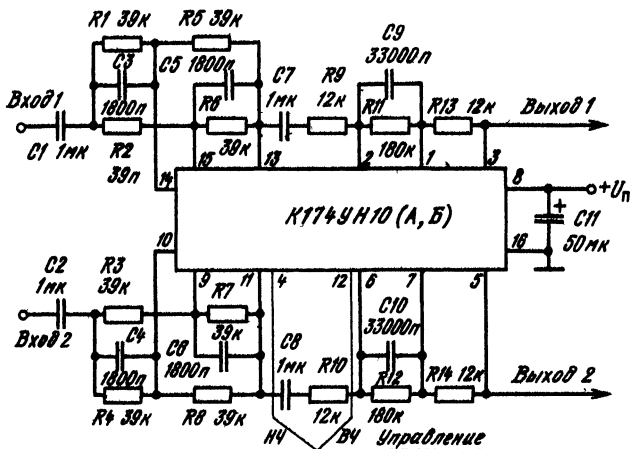 R1 39к
R5 39к
C9
33000п
C3
1800п
C5
1800п
C7
1мк
R9
12к
R11
180к
R13 12к
Выход 1
Вход 1
C1 1мк
R2
39п
R6
39к
15
13
2
1
3
14
8
+Uп
К174УН10 (А, Б)
+
C11
50мк
10
16
9
11
4
12
6
7
5
C2
1мк
R3
39к
R7
39к
C10
33000п
Вход 2
C4
1800п
C6
1800п
C8
1мк
R10
12к
R12
180к
R14 12к
Выход 2
R4 39к
R8 39к
НЧ
ВЧ
Управление